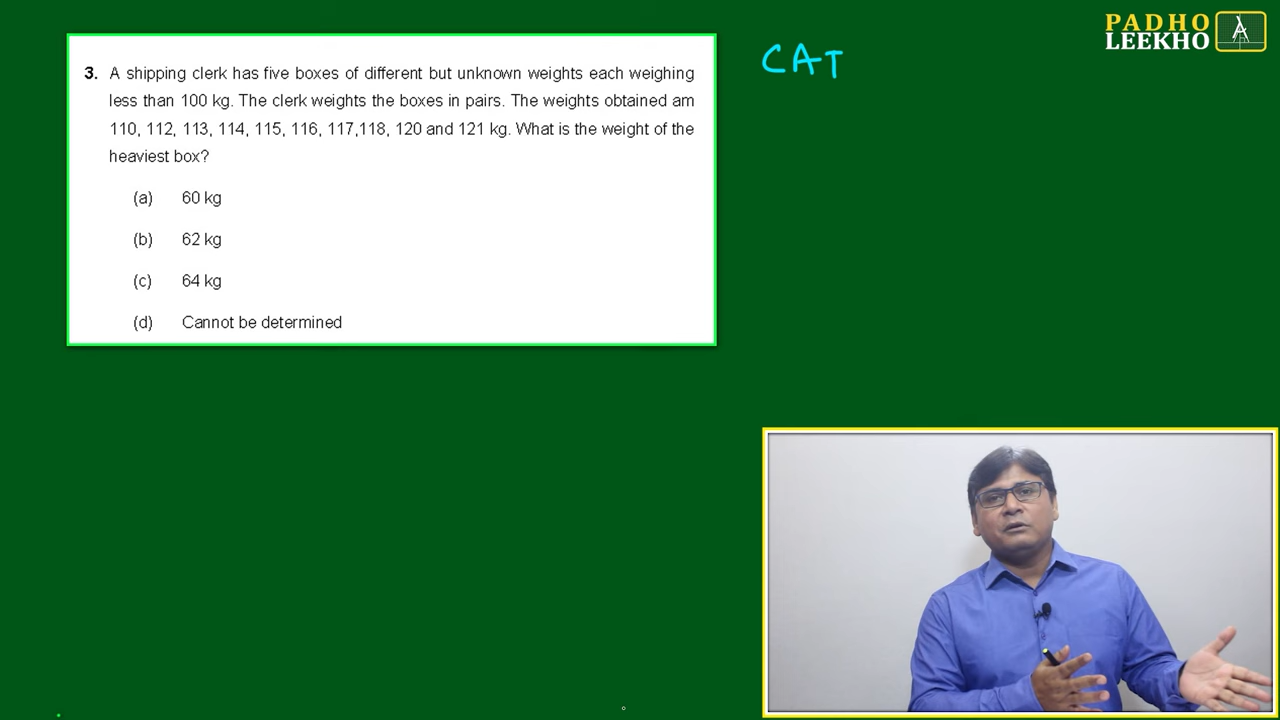 PADHO
LEEKHO
CAT
3. A shipping clerk has five boxes of different but unknown weights each weighing
less than 100 kg. The clerk weights the boxes in pairs. The weights obtained am
110, 112, 113, 114, 115, 116, 117,118, 120 and 121 kg. What is the weight of the
heaviest box?
(a) 60 kg
(b) 62 kg
(c) 64 kg
(d) Cannot be determined